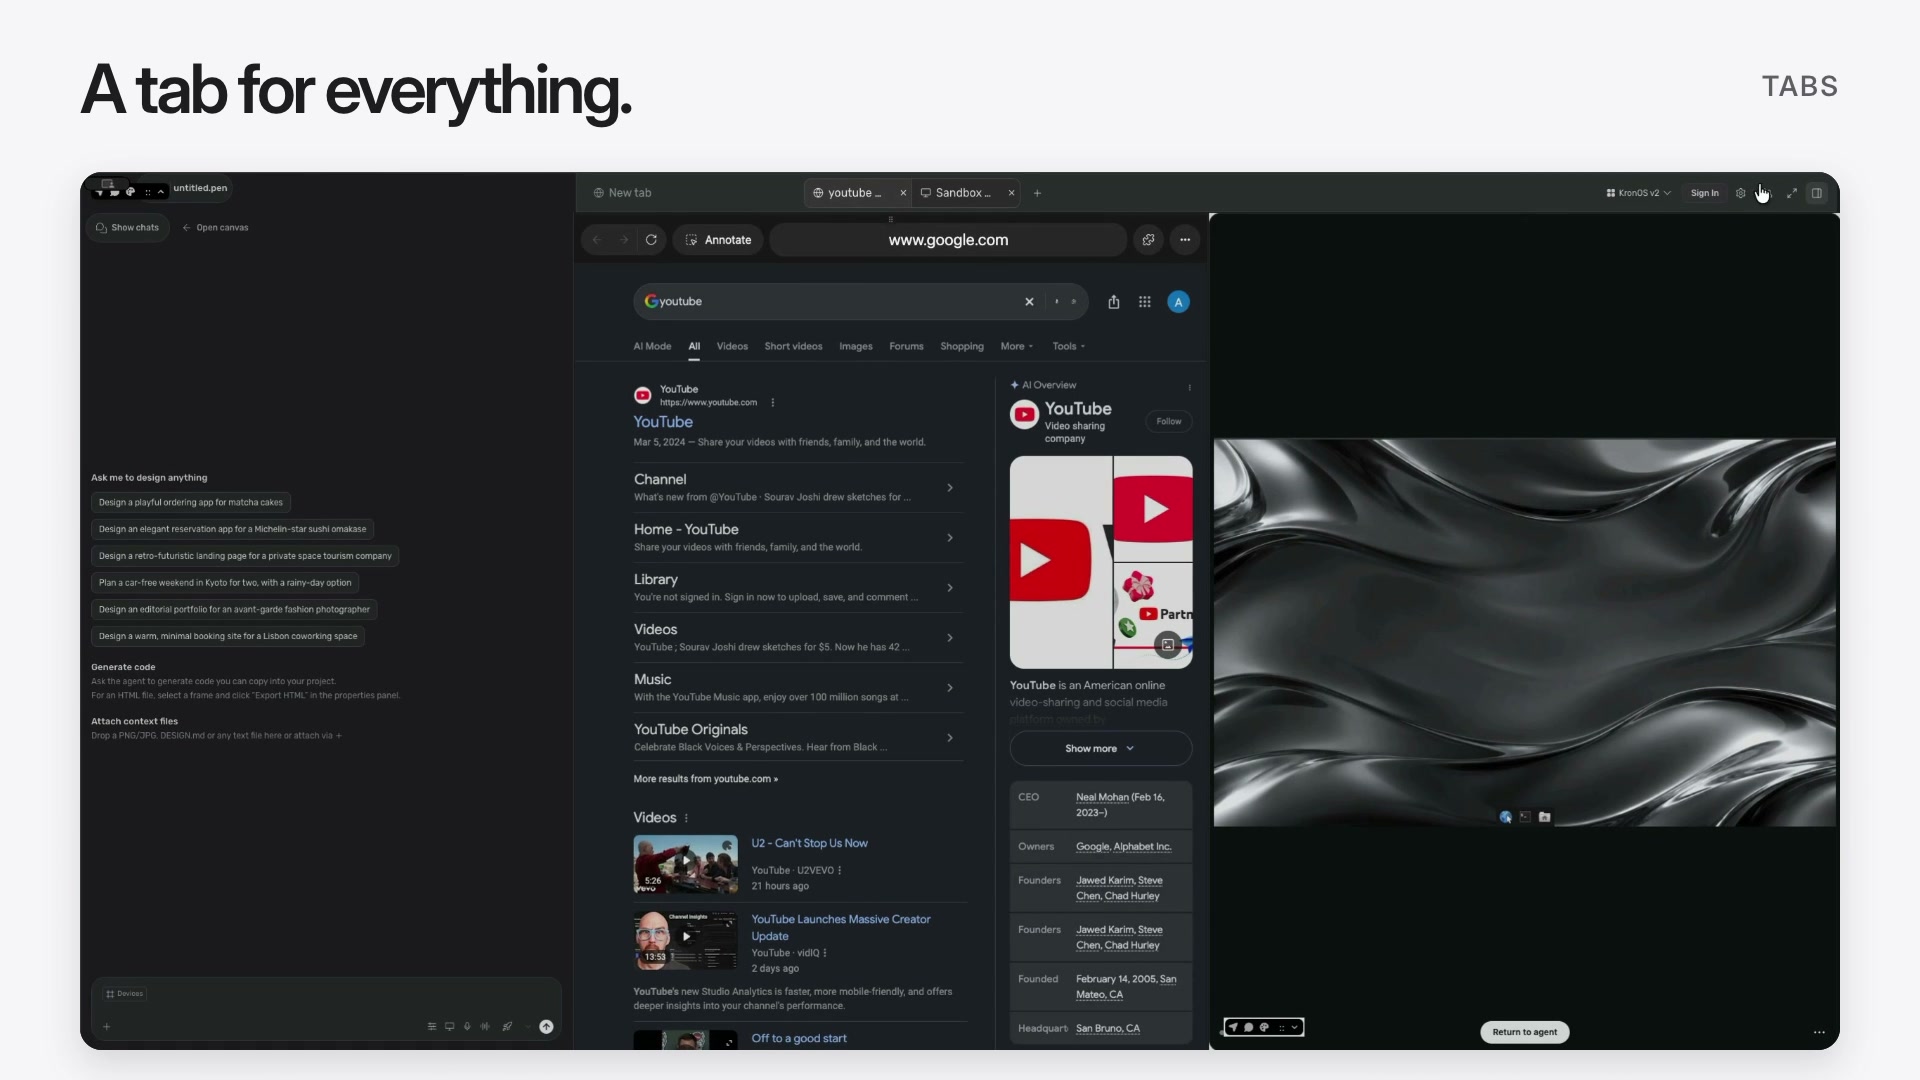 A tab for everything.
TABS
untitled.pen
New tab
youtube ...
Sandbox ...
KronOS v2
Sign In
Show chats
Open canvas
Annotate
www.google.com
youtube
A
AI Mode
All
Videos
Short videos
Images
Forums
Shopping
More
Tools
YouTube
https://www.youtube.com
YouTube
Mar 5, 2024 — Share your videos with friends, family, and the world.
Channel
What's new from @YouTube · Sourav Joshi drew sketches for ...
Home - YouTube
Share your videos with friends, family, and the world.
Library
You're not signed in. Sign in now to upload, save, and comment ...
Videos
YouTube ; Sourav Joshi drew sketches for $5. Now he has 42 ...
Music
With the YouTube Music app, enjoy over 100 million songs at ...
YouTube Originals
Celebrate Black Voices & Perspectives. Hear from Black ...
More results from youtube.com »
Videos
5:26
U2 - Can't Stop Us Now
YouTube · U2VEVO
21 hours ago
Channel Insights
13:53
YouTube Launches Massive Creator
Update
YouTube · vidIQ
2 days ago
YouTube's new Studio Analytics is faster, more mobile-friendly, and offers
deeper insights into your channel's performance.
Off to a good start
AI Overview
YouTube
Video sharing
company
Follow
Partn
YouTube is an American online
video-sharing and social media
platform owned by
Show more
CEO
Neal Mohan (Feb 16,
2023–)
Owners
Google, Alphabet Inc.
Founders
Jawed Karim, Steve
Chen, Chad Hurley
Founders
Jawed Karim, Steve
Chen, Chad Hurley
Founded
February 14, 2005, San
Mateo, CA
Headquart
San Bruno, CA
Ask me to design anything
Design a playful ordering app for matcha cakes
Design an elegant reservation app for a Michelin-star sushi omakase
Design a retro-futuristic landing page for a private space tourism company
Plan a car-free weekend in Kyoto for two, with a rainy-day option
Design an editorial portfolio for an avant-garde fashion photographer
Design a warm, minimal booking site for a Lisbon coworking space
Generate code
Ask the agent to generate code you can copy into your project.
For an HTML file, select a frame and click "Export HTML" in the properties panel.
Attach context files
Drop a PNG/JPG, DESIGN.md or any text file here or attach via +
Devices
Return to agent